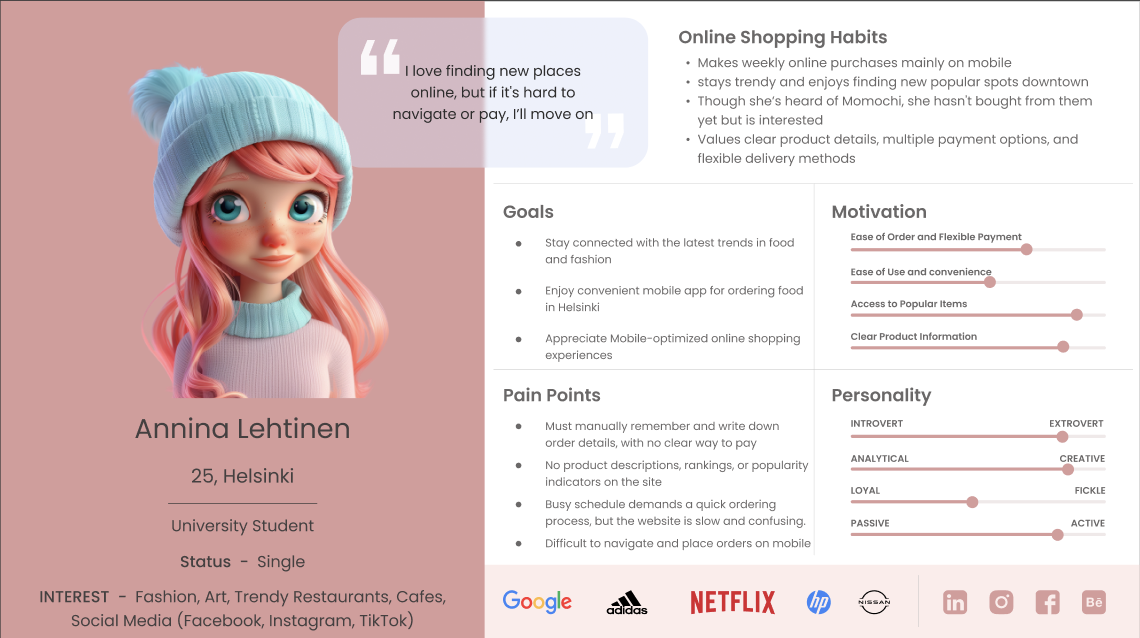 I love finding new places
online, but if it's hard to
navigate or pay, I'll move on
Annina Lehtinen
25, Helsinki
University Student
Status - Single
INTEREST - Fashion, Art, Trendy Restaurants, Cafes,
Social Media (Facebook, Instagram, TikTok)
Online Shopping Habits
• Makes weekly online purchases mainly on mobile
• stays trendy and enjoys finding new popular spots downtown
• Though she's heard of Momochi, she hasn't bought from them
yet but is interested
• Values clear product details, multiple payment options, and
flexible delivery methods
Goals
• Stay connected with the latest trends in food
and fashion
• Enjoy convenient mobile app for ordering food
in Helsinki
• Appreciate Mobile-optimized online shopping
experiences
Motivation
Ease of Order and Flexible Payment
Ease of Use and convenience
Access to Popular Items
Clear Product Information
Pain Points
• Must manually remember and write down
order details, with no clear way to pay
• No product descriptions, rankings, or popularity
indicators on the site
• Busy schedule demands a quick ordering
process, but the website is slow and confusing.
• Difficult to navigate and place orders on mobile
Personality
INTROVERT EXTROVERT
ANALYTICAL CREATIVE
LOYAL FICKLE
PASSIVE ACTIVE
Google adidas NETFLIX hp NISSAN in f Bē